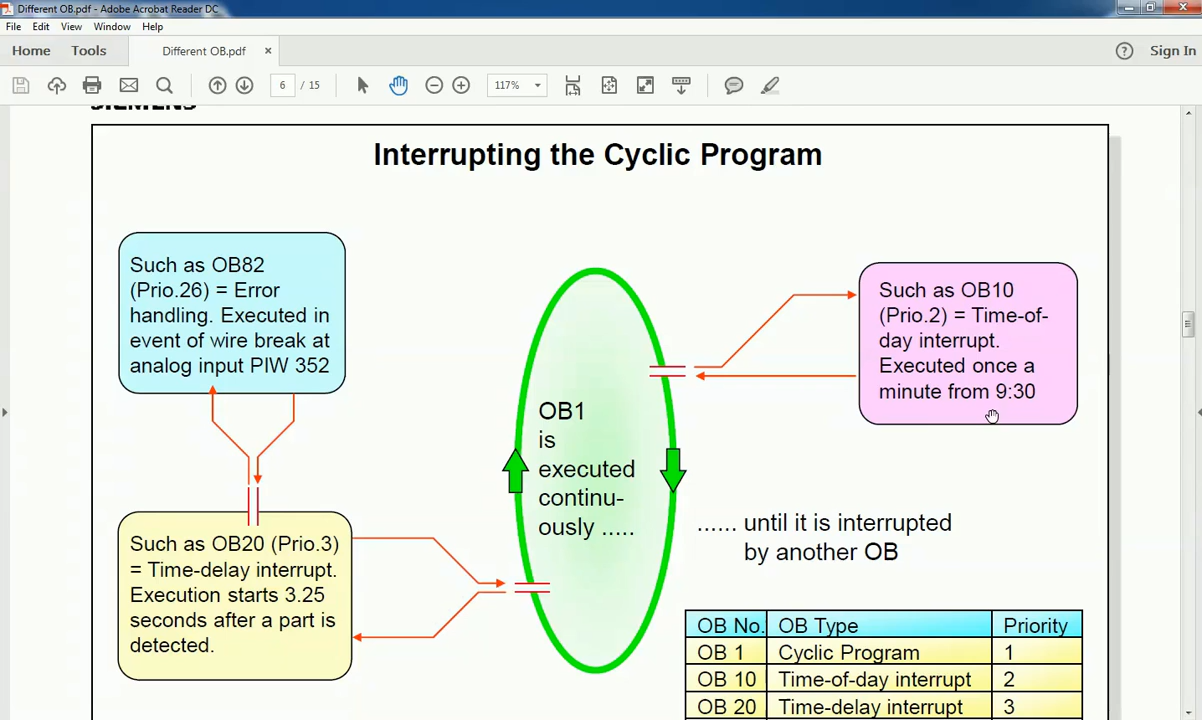 Different OB.pdf - Adobe Acrobat Reader DC
File Edit View Window Help
Home Tools Different OB.pdf × ? Sign In
6 / 15 117%
SIEMENS
Interrupting the Cyclic Program
Such as OB82
(Prio.26) = Error
handling. Executed in
event of wire break at
analog input PIW 352
Such as OB10
(Prio.2) = Time-of-
day interrupt.
Executed once a
minute from 9:30
OB1
is
executed
continu-
ously .....
Such as OB20 (Prio.3)
= Time-delay interrupt.
Execution starts 3.25
seconds after a part is
detected.
...... until it is interrupted
by another OB
OB No. OB Type Priority
OB 1 Cyclic Program 1
OB 10 Time-of-day interrupt 2
OB 20 Time-delay interrupt 3